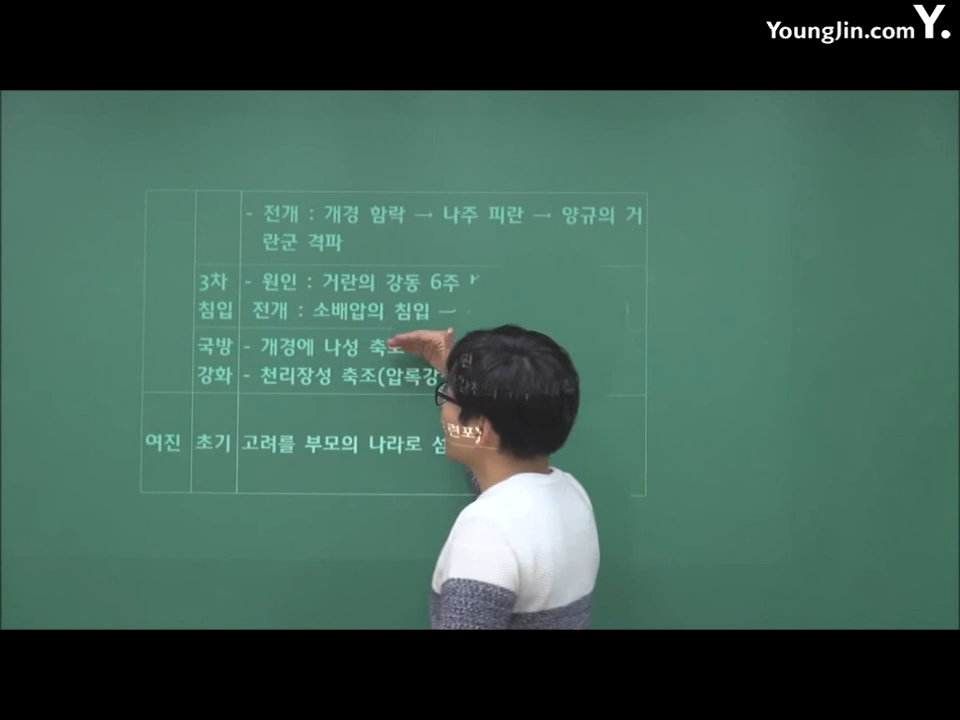 YoungJin.com Y.
- 전개 : 개경 함락 → 나주 피란 → 양규의 거
란군 격파
3차 - 원인 : 거란의 강동 6주
침입 전개 : 소배압의 침입 →
국방 - 개경에 나성
강화 - 천리장성 축조(압록강
련포)
여진 초기 고려를 부모의 나라로 섬